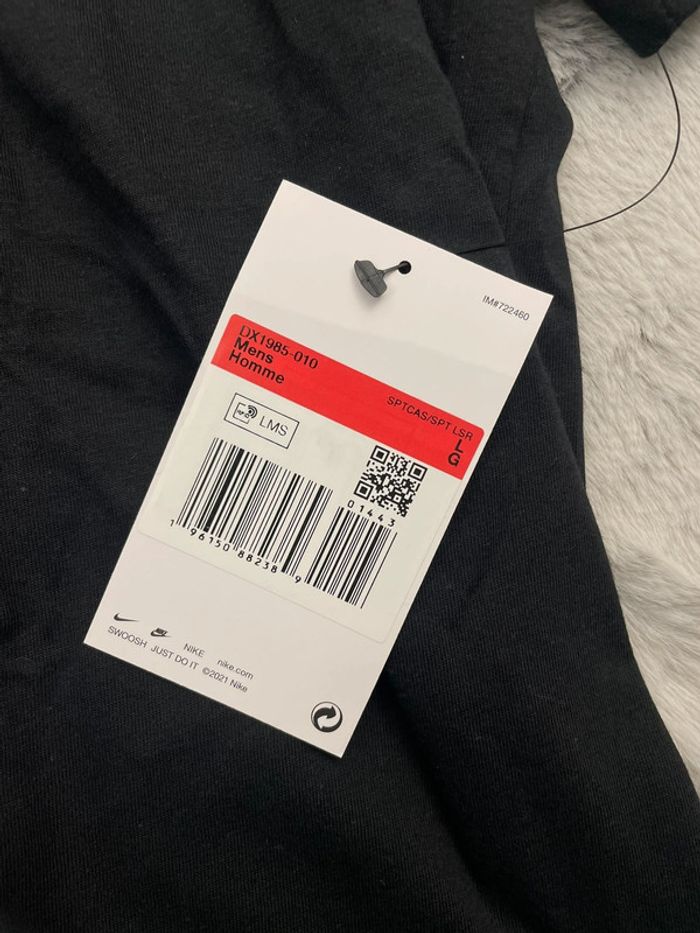 IM#722460
DX1985-010
Mens
Homme
SPTCAS/SPT LSR
L
G
LMS
01443
1 96150 88238 9
SWOOSH JUST DO IT NIKE nike.com
©2021 Nike